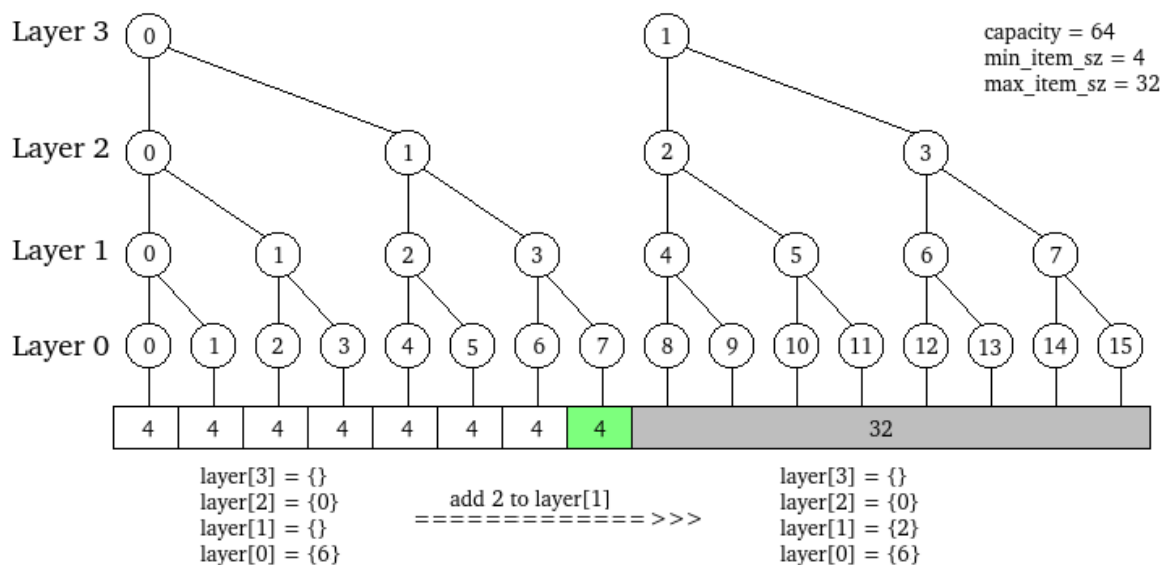 Layer 3 0 1
capacity = 64
min_item_sz = 4
max_item_sz = 32
Layer 2 0 1 2 3
Layer 1 0 1 2 3 4 5 6 7
Layer 0 0 1 2 3 4 5 6 7 8 9 10 11 12 13 14 15
4 4 4 4 4 4 4 4 32
layer[3] = {}
layer[2] = {0}
layer[1] = {}
layer[0] = {6}
add 2 to layer[1]
=============>>>
layer[3] = {}
layer[2] = {0}
layer[1] = {2}
layer[0] = {6}